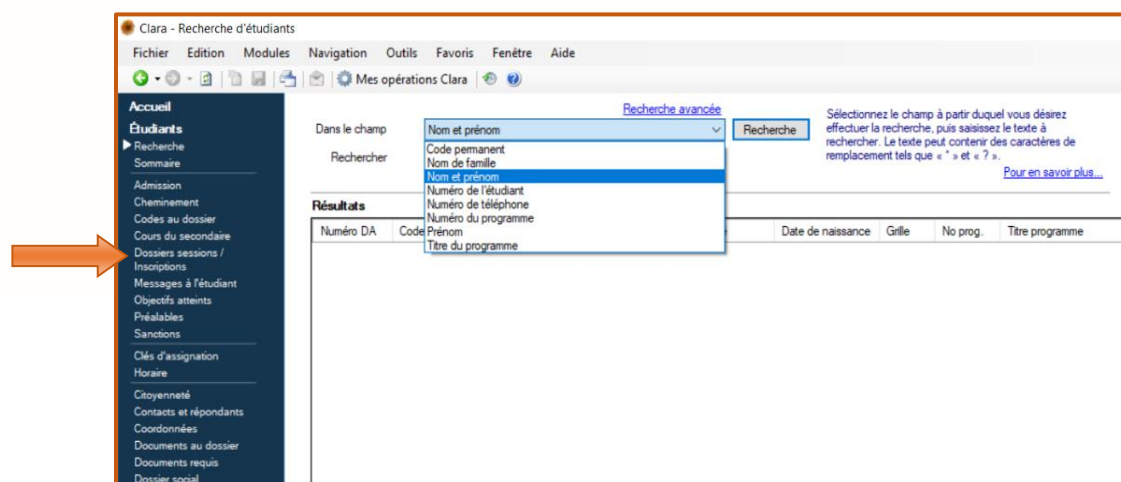 Clara - Recherche d'étudiants
Fichier Edition Modules Navigation Outils Favoris Fenêtre Aide
Mes opérations Clara
Accueil
Étudiants
Recherche
Sommaire
Admission
Cheminement
Codes au dossier
Cours du secondaire
Dossiers sessions /
Inscriptions
Messages à l'étudiant
Objectifs atteints
Préalables
Sanctions
Clés d'assignation
Horaire
Citoyenneté
Contacts et répondants
Coordonnées
Documents au dossier
Documents requis
Dossier social
Recherche avancée
Dans le champ Nom et prénom Recherche
Rechercher
Code permanent
Nom de famille
Nom et prénom
Numéro de l'étudiant
Numéro de téléphone
Numéro du programme
Prénom
Titre du programme
Sélectionnez le champ à partir duquel vous désirez
effectuer la recherche, puis saisissez le texte à
rechercher. Le texte peut contenir des caractères de
remplacement tels que « * » et « ? ».
Pour en savoir plus...
Résultats
Numéro DA Code Date de naissance Grille No prog. Titre programme